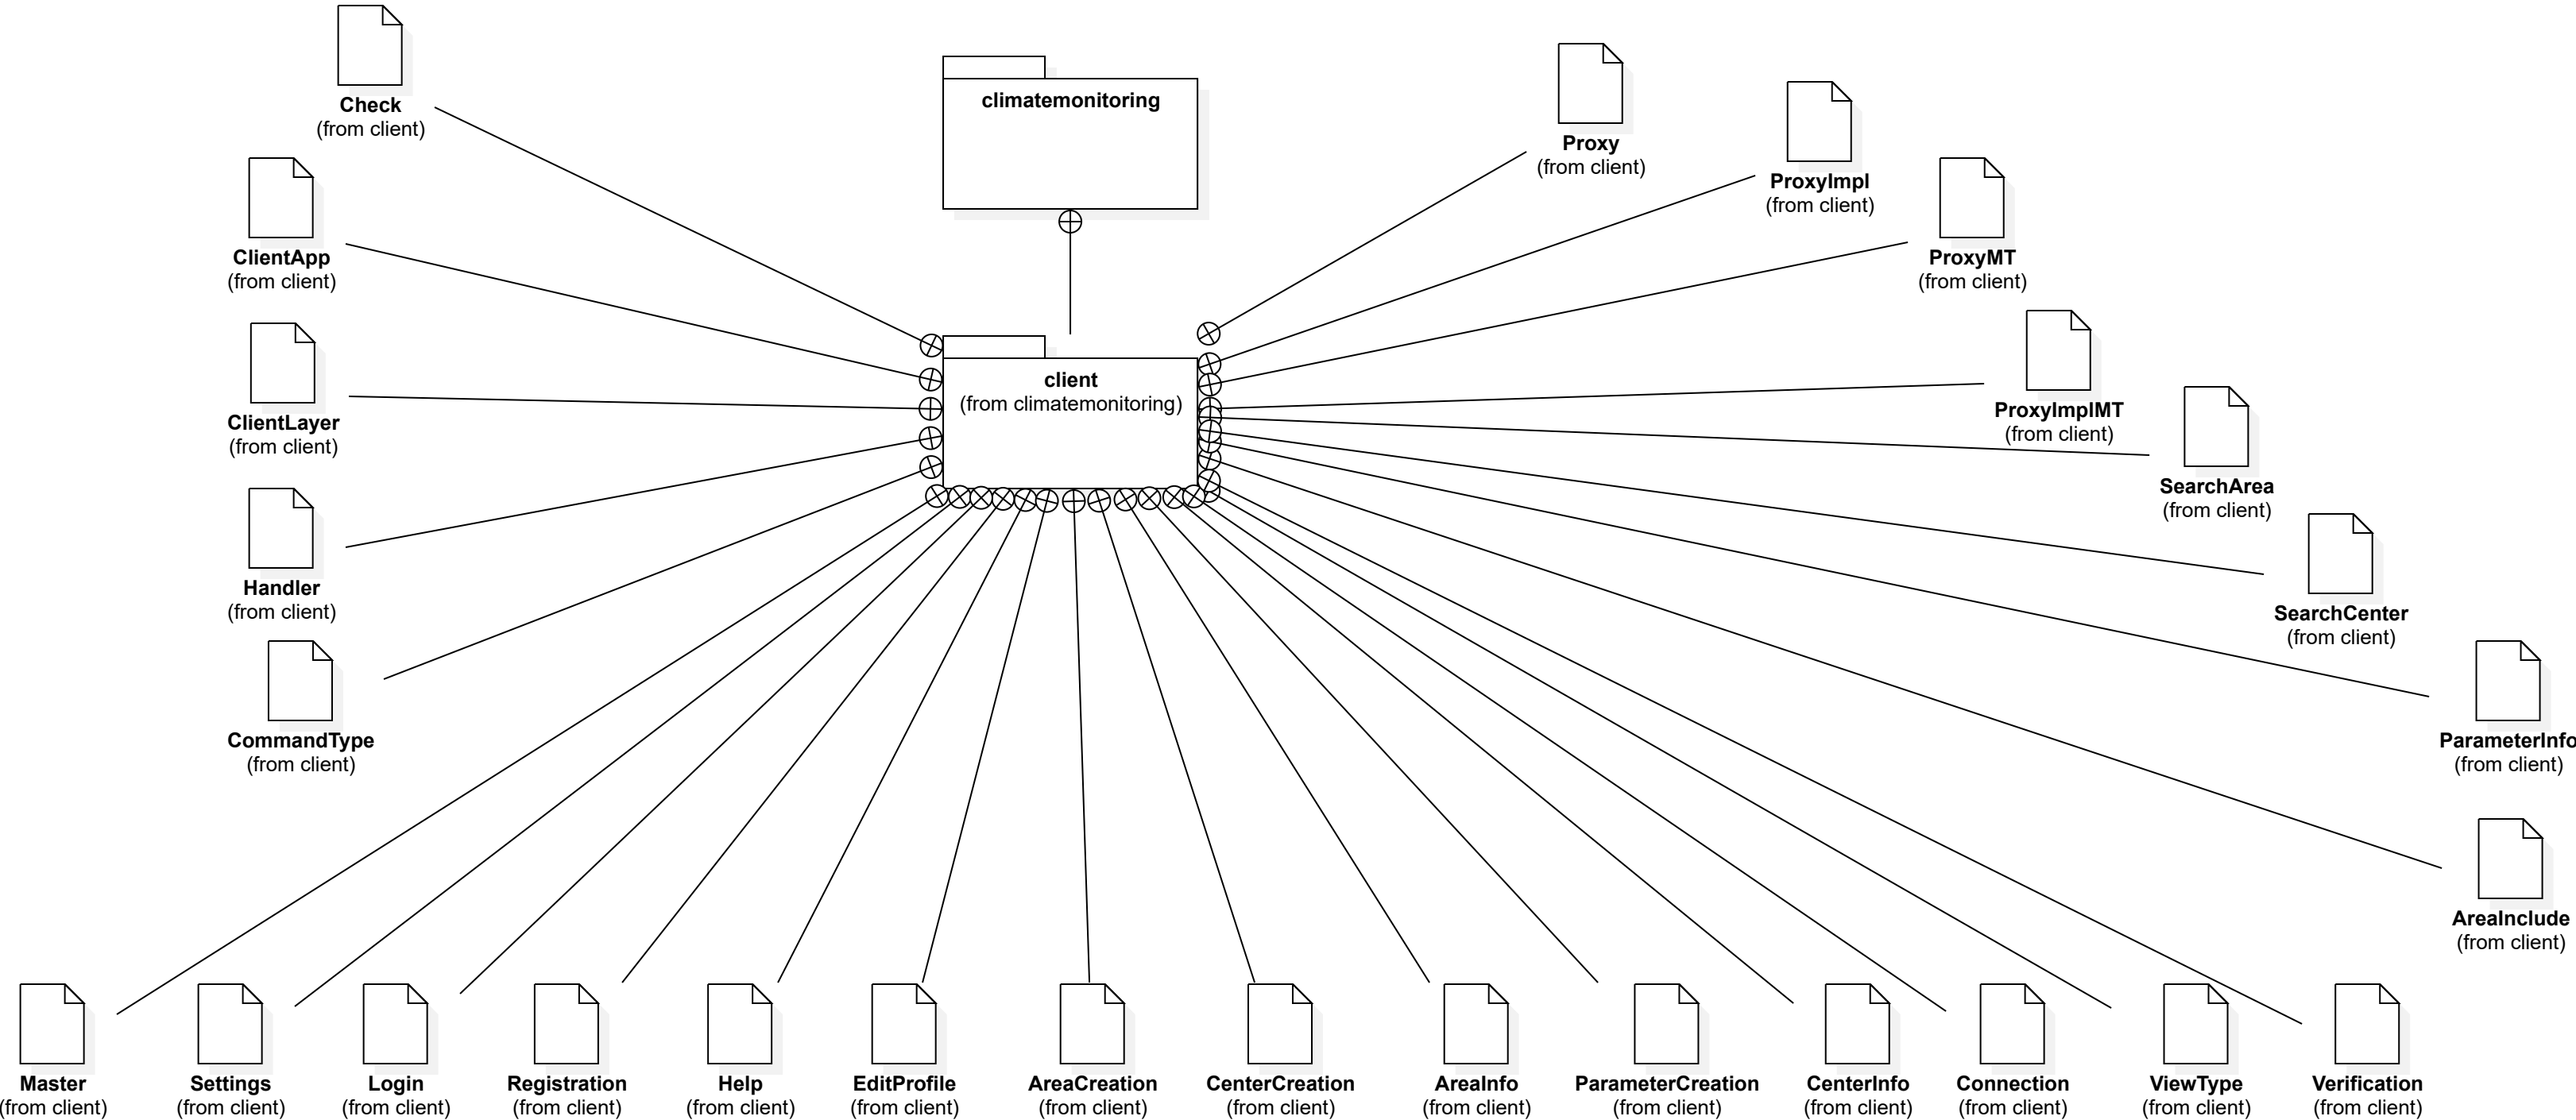 Check
(from client)
climatemonitoring
Proxy
(from client)
ProxyImpl
(from client)
ClientApp
(from client)
ProxyMT
(from client)
client
(from climatemonitoring)
ClientLayer
(from client)
ProxyImplMT
(from client)
SearchArea
(from client)
Handler
(from client)
SearchCenter
(from client)
CommandType
(from client)
ParameterInfo
(from client)
AreaInclude
(from client)
Master
(from client)
Settings
(from client)
Login
(from client)
Registration
(from client)
Help
(from client)
EditProfile
(from client)
AreaCreation
(from client)
CenterCreation
(from client)
AreaInfo
(from client)
ParameterCreation
(from client)
CenterInfo
(from client)
Connection
(from client)
ViewType
(from client)
Verification
(from client)